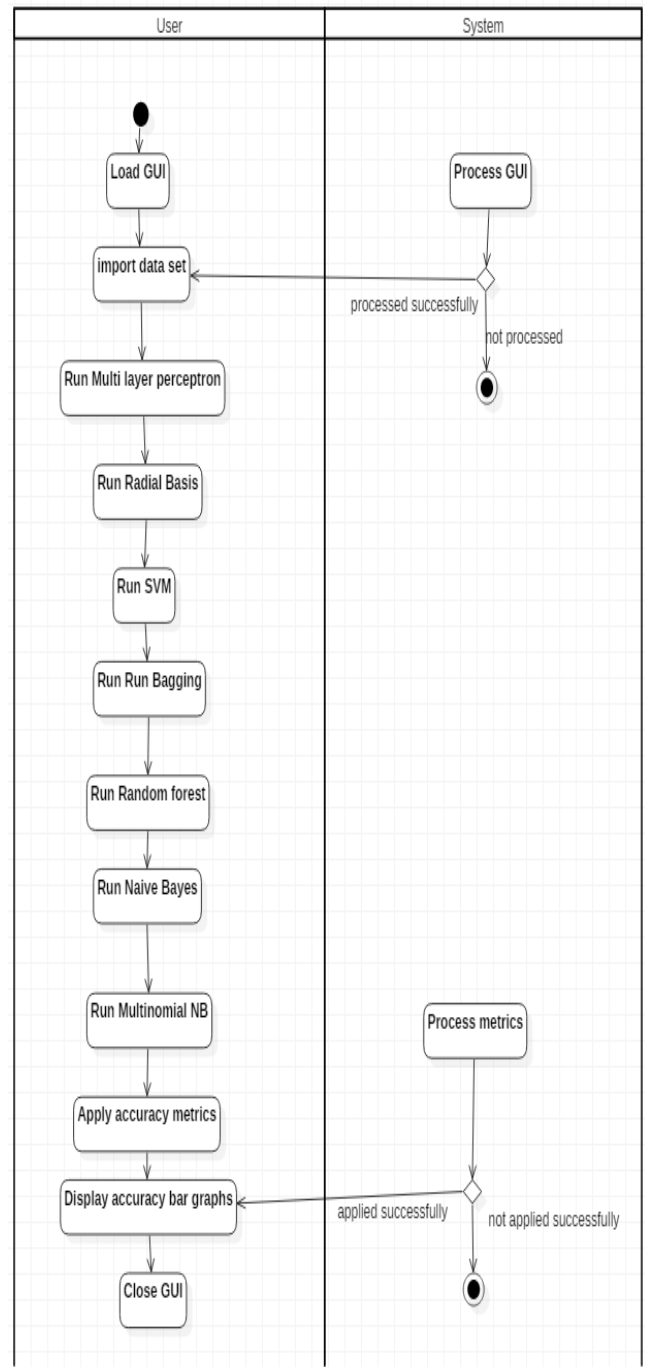 User
System
Load GUI
Process GUI
import data set
processed successfully
not processed
Run Multi layer perceptron
Run Radial Basis
Run SVM
Run Run Bagging
Run Random forest
Run Naive Bayes
Run Multinomial NB
Process metrics
Apply accuracy metrics
Display accuracy bar graphs
applied successfully
not applied successfully
Close GUI